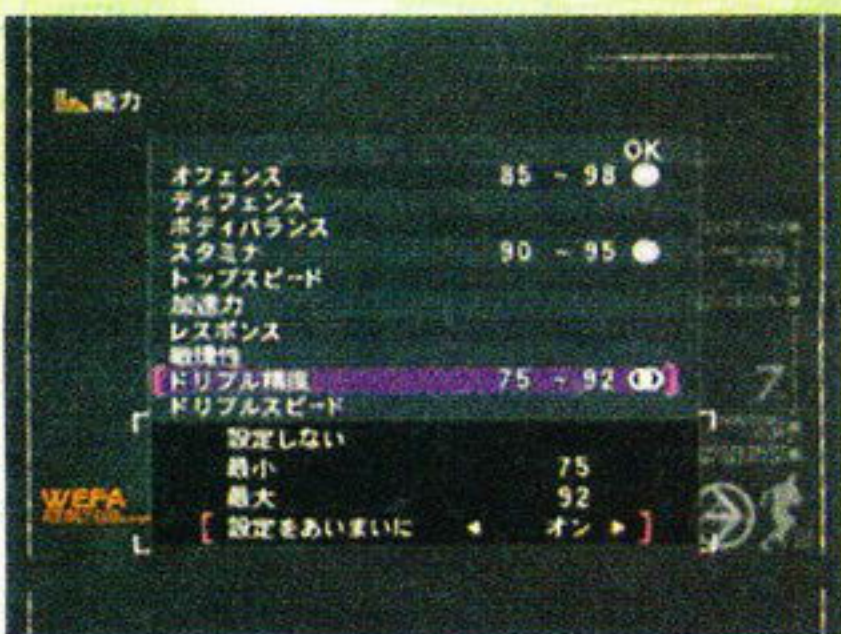 能力
OK
オフェンス 85 ~ 98
ディフェンス
ボディバランス
スタミナ 90 ~ 95
トップスピード
加速力
レスポンス
敏捷性
ドリブル精度 75 ~ 92
ドリブルスピード
設定しない
最小 75
最大 92
[ 設定をあいまいに ◀ オン ▶ ]
7
WEFA